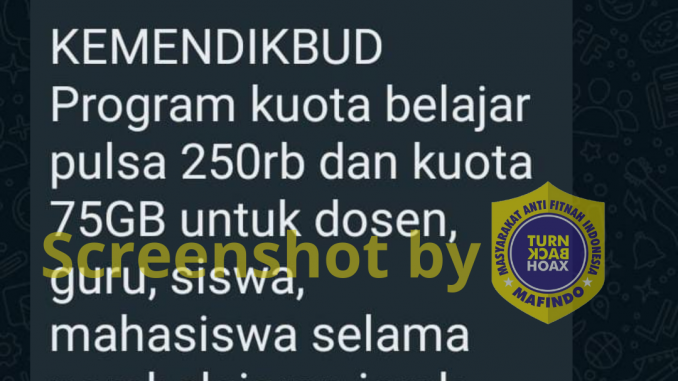 KEMENDIKBUD
Program kuota belajar
pulsa 250rb dan kuota
75GB untuk dosen,
guru, siswa,
mahasiswa selama
Screenshot by
MASYARAKAT ANTI FITNAH INDONESIA
TURN
BACK
HOAX
MAFINDO